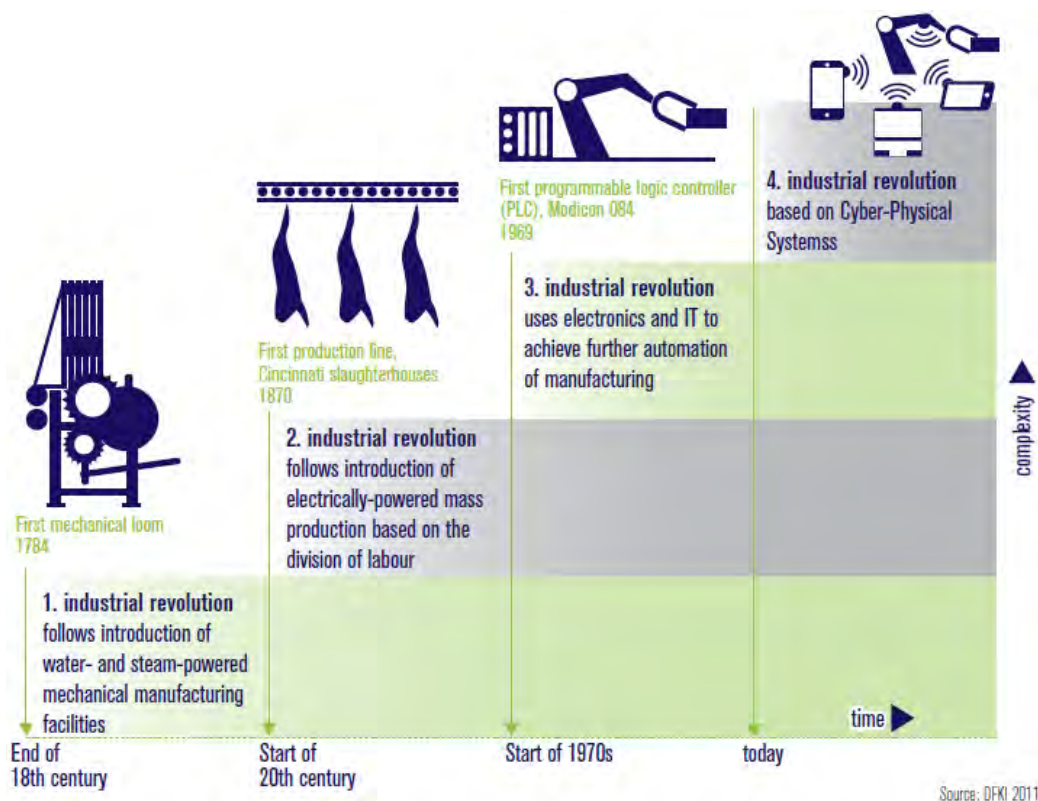 First programmable logic controller
(PLC), Modicon 084
1969
4. industrial revolution
based on Cyber-Physical
Systemss
3. industrial revolution
uses electronics and IT to
achieve further automation
of manufacturing
First production line,
Cincinnati slaughterhouses
1870
2. industrial revolution
follows introduction of
electrically-powered mass
production based on the
division of labour
First mechanical loom
1784
1. industrial revolution
follows introduction of
water- and steam-powered
mechanical manufacturing
facilities
complexity
time
End of
18th century
Start of
20th century
Start of 1970s
today
Source: DFKI 2011